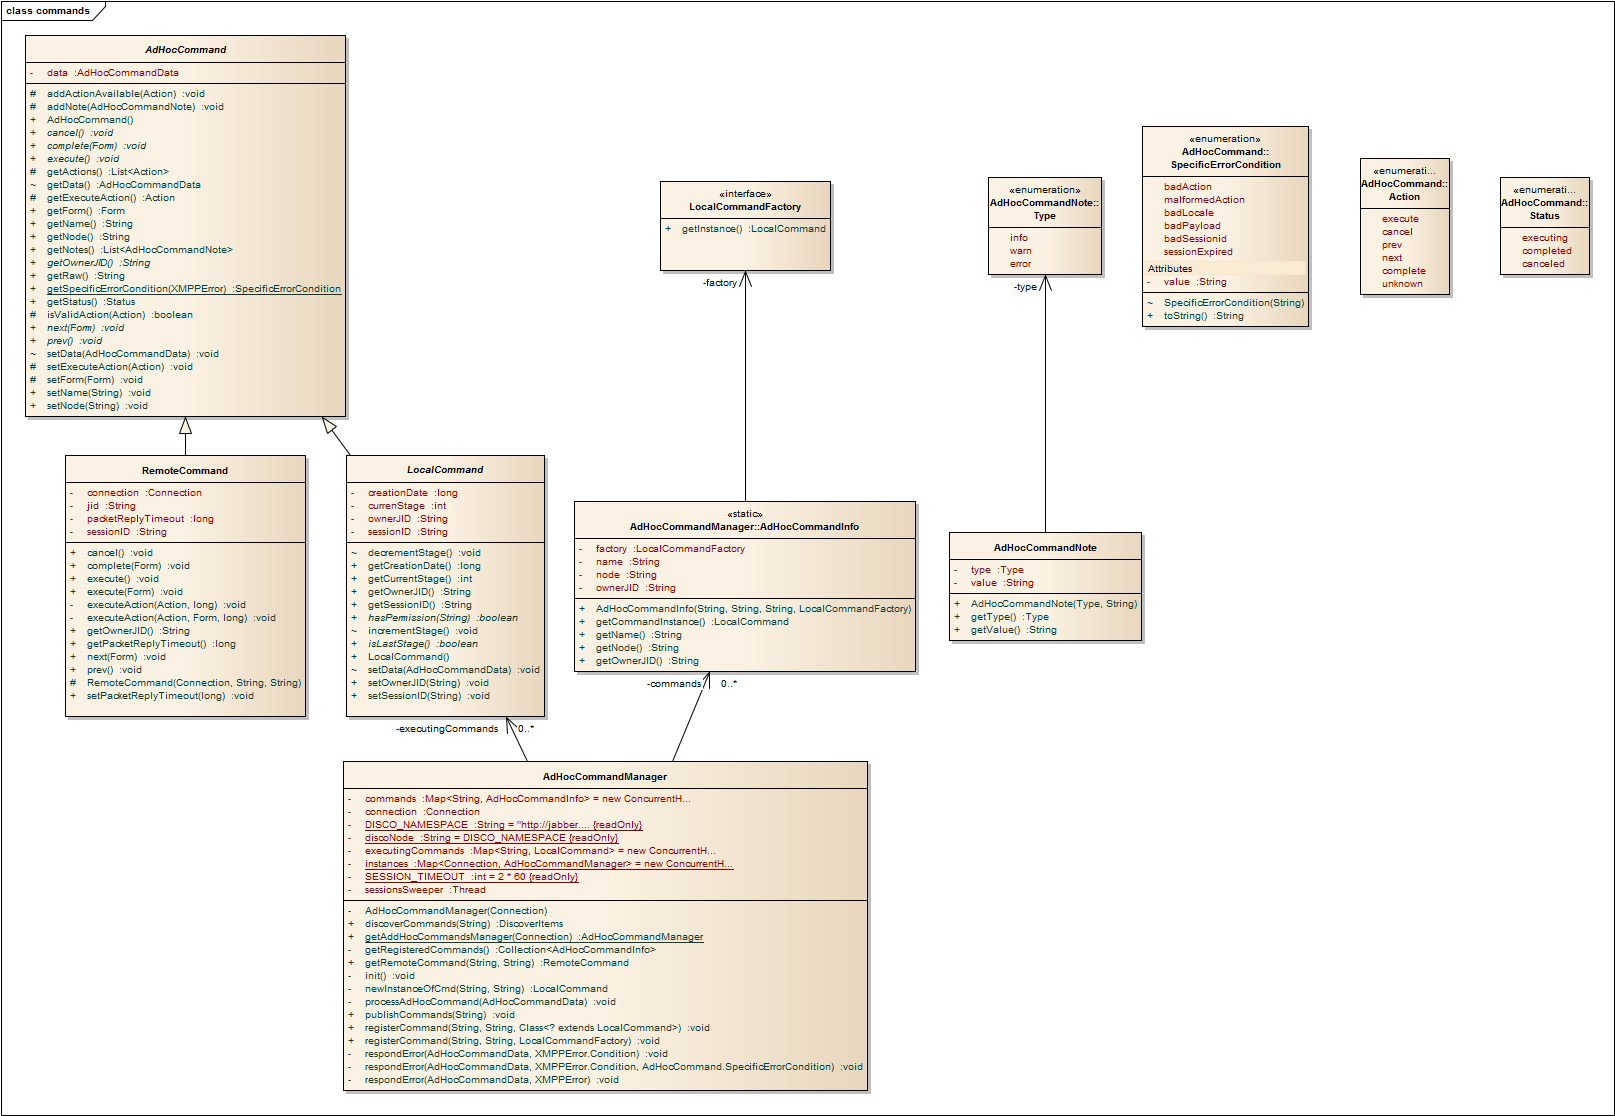 class commands
AdHocCommand
- data :AdHocCommandData
# addActionAvailable(Action) :void
# addNote(AdHocCommandNote) :void
+ AdHocCommand()
+ cancel() :void
+ complete(Form) :void
+ execute() :void
# getActions() :List<Action>
~ getData() :AdHocCommandData
# getExecuteAction() :Action
+ getForm() :Form
+ getName() :String
+ getNode() :String
+ getNotes() :List<AdHocCommandNote>
+ getOwnerJID() :String
+ getRaw() :String
+ getSpecificErrorCondition(XMPPError) :SpecificErrorCondition
+ getStatus() :Status
# isValidAction(Action) :boolean
+ next(Form) :void
+ prev() :void
~ setData(AdHocCommandData) :void
# setExecuteAction(Action) :void
# setForm(Form) :void
+ setName(String) :void
+ setNode(String) :void
«interface»
LocalCommandFactory
+ getInstance() :LocalCommand
-factory
«enumeration»
AdHocCommandNote::
Type
info
warn
error
-type
«enumeration»
AdHocCommand::
SpecificErrorCondition
badAction
malformedAction
badLocale
badPayload
badSessionid
sessionExpired
Attributes
- value :String
~ SpecificErrorCondition(String)
+ toString() :String
«enumerati...
AdHocCommand::
Action
execute
cancel
prev
next
complete
unknown
«enumerati...
AdHocCommand::
Status
executing
completed
canceled
RemoteCommand
- connection :Connection
- jid :String
- packetReplyTimeout :long
- sessionID :String
+ cancel() :void
+ complete(Form) :void
+ execute() :void
+ execute(Form) :void
- executeAction(Action, long) :void
- executeAction(Action, Form, long) :void
+ getOwnerJID() :String
+ getPacketReplyTimeout() :long
+ next(Form) :void
+ prev() :void
# RemoteCommand(Connection, String, String)
+ setPacketReplyTimeout(long) :void
LocalCommand
- creationDate :long
- currenStage :int
- ownerJID :String
- sessionID :String
~ decrementStage() :void
+ getCreationDate() :long
+ getCurrentStage() :int
+ getOwnerJID() :String
+ getSessionID() :String
+ hasPermission(String) :boolean
~ incrementStage() :void
+ isLastStage() :boolean
+ LocalCommand()
~ setData(AdHocCommandData) :void
+ setOwnerJID(String) :void
+ setSessionID(String) :void
«static»
AdHocCommandManager::AdHocCommandInfo
- factory :LocalCommandFactory
- name :String
- node :String
- ownerJID :String
+ AdHocCommandInfo(String, String, String, LocalCommandFactory)
+ getCommandInstance() :LocalCommand
+ getName() :String
+ getNode() :String
+ getOwnerJID() :String
AdHocCommandNote
- type :Type
- value :String
+ AdHocCommandNote(Type, String)
+ getType() :Type
+ getValue() :String
-commands 0..*
-executingCommands 0..*
AdHocCommandManager
- commands :Map<String, AdHocCommandInfo> = new ConcurrentH...
- connection :Connection
- DISCO_NAMESPACE :String = "http://jabber.... {readOnly}
- discoNode :String = DISCO_NAMESPACE {readOnly}
- executingCommands :Map<String, LocalCommand> = new ConcurrentH...
- instances :Map<Connection, AdHocCommandManager> = new ConcurrentH...
- SESSION_TIMEOUT :int = 2 * 60 {readOnly}
- sessionsSweeper :Thread
- AdHocCommandManager(Connection)
+ discoverCommands(String) :DiscoverItems
+ getAddHocCommandsManager(Connection) :AdHocCommandManager
- getRegisteredCommands() :Collection<AdHocCommandInfo>
+ getRemoteCommand(String, String) :RemoteCommand
- init() :void
- newInstanceOfCmd(String, String) :LocalCommand
- processAdHocCommand(AdHocCommandData) :void
+ publishCommands(String) :void
+ registerCommand(String, String, Class<? extends LocalCommand>) :void
+ registerCommand(String, String, LocalCommandFactory) :void
- respondError(AdHocCommandData, XMPPError.Condition) :void
- respondError(AdHocCommandData, XMPPError.Condition, AdHocCommand.SpecificErrorCondition) :void
- respondError(AdHocCommandData, XMPPError) :void